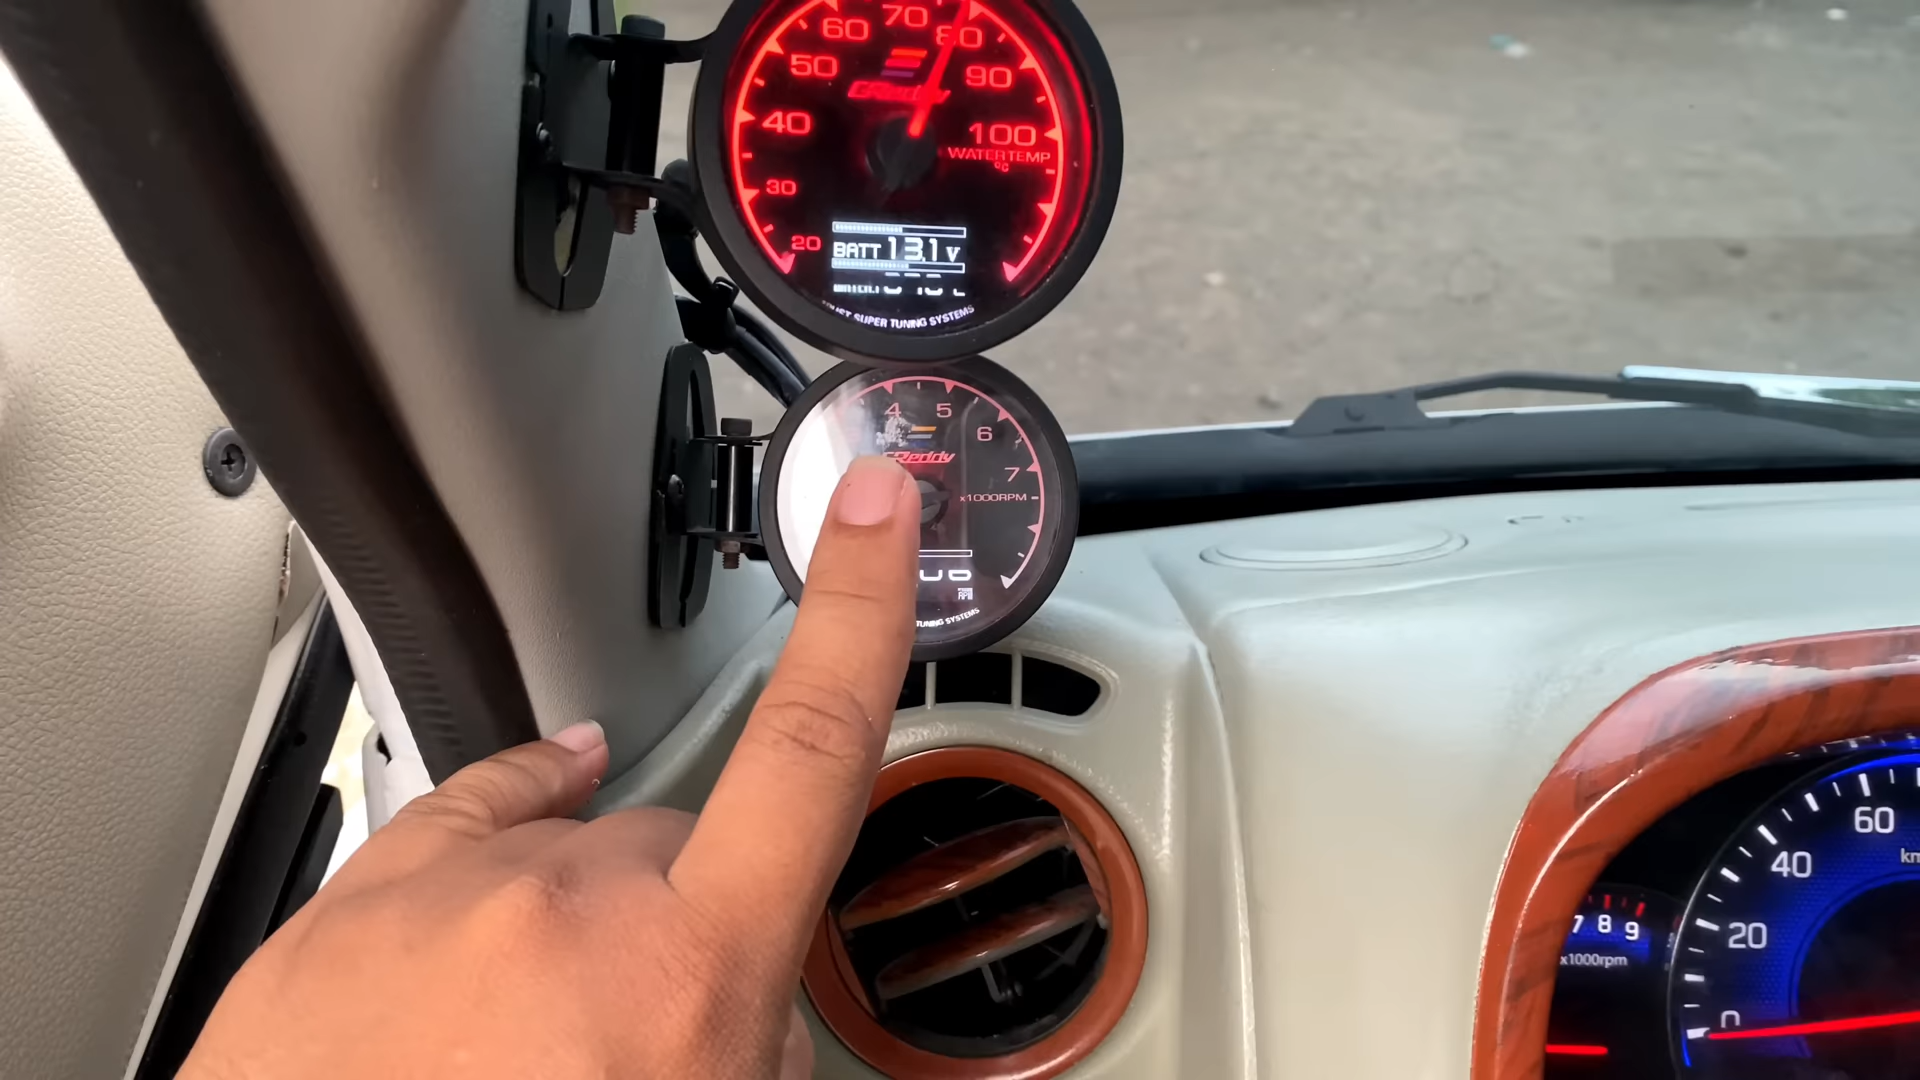 70
60
80
50
90
GReddy
40
100
WATER TEMP
°C
30
20
BATT 13.1 V
SUPER TUNING SYSTEMS
4 5
6
GReddy
7
x1000RPM
RPM
TUNING SYSTEMS
60
40
20
0
7 8 9
x1000rpm